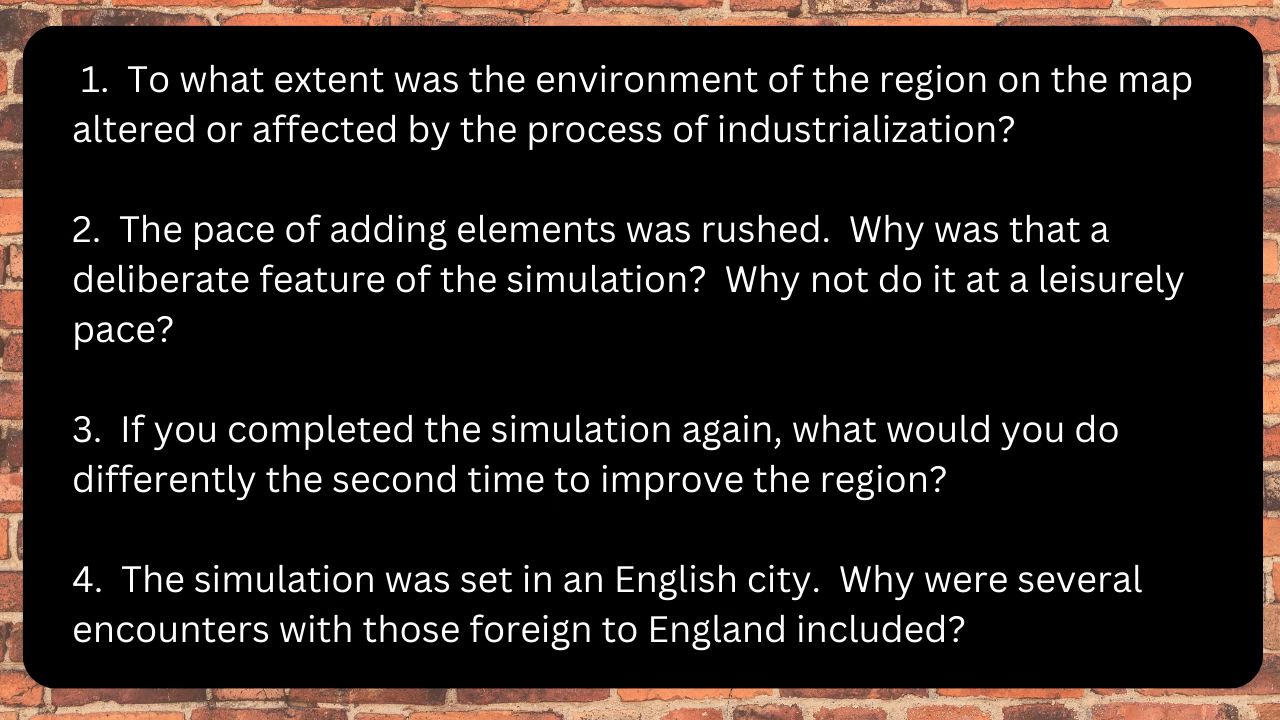 1.  To what extent was the environment of the region on the map
altered or affected by the process of industrialization?
2.  The pace of adding elements was rushed.  Why was that a
deliberate feature of the simulation?  Why not do it at a leisurely
pace?
3.  If you completed the simulation again, what would you do
differently the second time to improve the region?
4.  The simulation was set in an English city.  Why were several
encounters with those foreign to England included?